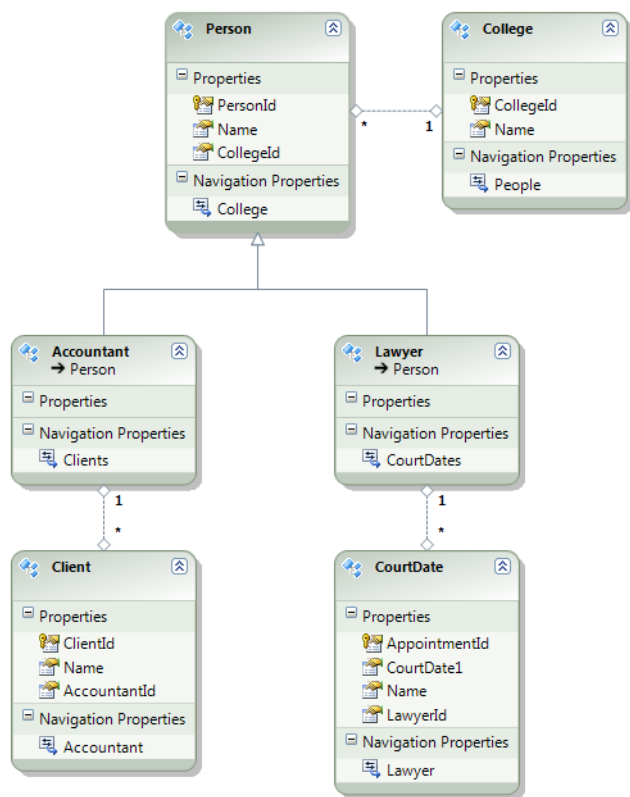 Person
Properties
PersonId
Name
CollegeId
Navigation Properties
College
*
1
College
Properties
CollegeId
Name
Navigation Properties
People
Accountant
➔ Person
Properties
Navigation Properties
Clients
1
*
Lawyer
➔ Person
Properties
Navigation Properties
CourtDates
1
*
Client
Properties
ClientId
Name
AccountantId
Navigation Properties
Accountant
CourtDate
Properties
AppointmentId
CourtDate1
Name
LawyerId
Navigation Properties
Lawyer